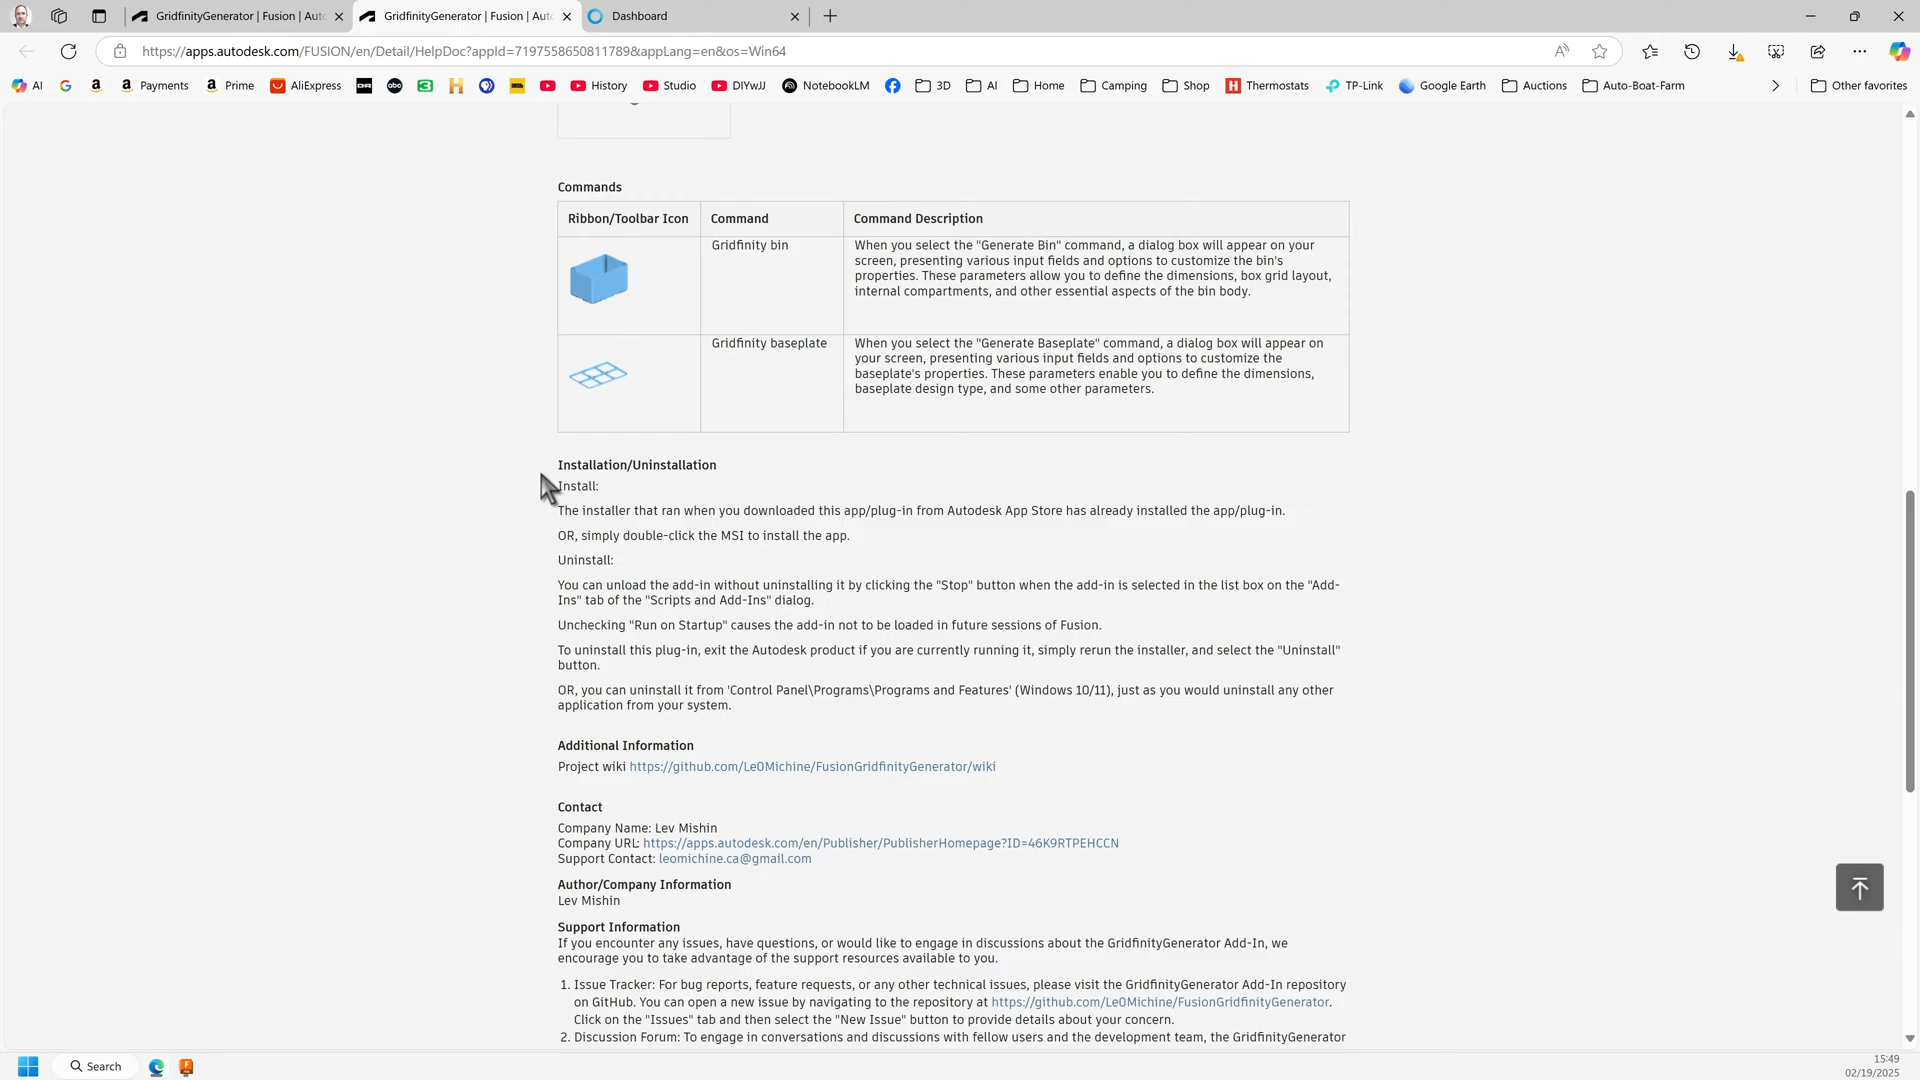 GridfinityGenerator | Fusion | Auto
GridfinityGenerator | Fusion | Auto
Dashboard
https://apps.autodesk.com/FUSION/en/Detail/HelpDoc?appId=7197558650811789&appLang=en&os=Win64
AI
Payments
Prime
AliExpress
History
Studio
DIYwJJ
NotebookLM
3D
AI
Home
Camping
Shop
Thermostats
TP-Link
Google Earth
Auctions
Auto-Boat-Farm
Other favorites
Commands
Ribbon/Toolbar Icon
Command
Command Description
Gridfinity bin
When you select the "Generate Bin" command, a dialog box will appear on your
screen, presenting various input fields and options to customize the bin's
properties. These parameters allow you to define the dimensions, box grid layout,
internal compartments, and other essential aspects of the bin body.
Gridfinity baseplate
When you select the "Generate Baseplate" command, a dialog box will appear on
your screen, presenting various input fields and options to customize the
baseplate's properties. These parameters enable you to define the dimensions,
baseplate design type, and some other parameters.
Installation/Uninstallation
Install:
The installer that ran when you downloaded this app/plug-in from Autodesk App Store has already installed the app/plug-in.
OR, simply double-click the MSI to install the app.
Uninstall:
You can unload the add-in without uninstalling it by clicking the "Stop" button when the add-in is selected in the list box on the "Add-
Ins" tab of the "Scripts and Add-Ins" dialog.
Unchecking "Run on Startup" causes the add-in not to be loaded in future sessions of Fusion.
To uninstall this plug-in, exit the Autodesk product if you are currently running it, simply rerun the installer, and select the "Uninstall"
button.
OR, you can uninstall it from 'Control Panel\Programs\Programs and Features' (Windows 10/11), just as you would uninstall any other
application from your system.
Additional Information
Project wiki https://github.com/Le0Michine/FusionGridfinityGenerator/wiki
Contact
Company Name: Lev Mishin
Company URL: https://apps.autodesk.com/en/Publisher/PublisherHomepage?ID=46K9RTPEHCCN
Support Contact: leomichine.ca@gmail.com
Author/Company Information
Lev Mishin
Support Information
If you encounter any issues, have questions, or would like to engage in discussions about the GridfinityGenerator Add-In, we
encourage you to take advantage of the support resources available to you.
1. Issue Tracker: For bug reports, feature requests, or any other technical issues, please visit the GridfinityGenerator Add-In repository
on GitHub. You can open a new issue by navigating to the repository at https://github.com/Le0Michine/FusionGridfinityGenerator.
Click on the "Issues" tab and then select the "New Issue" button to provide details about your concern.
2. Discussion Forum: To engage in conversations and discussions with fellow users and the development team, the GridfinityGenerator
Search
15:49
02/19/2025